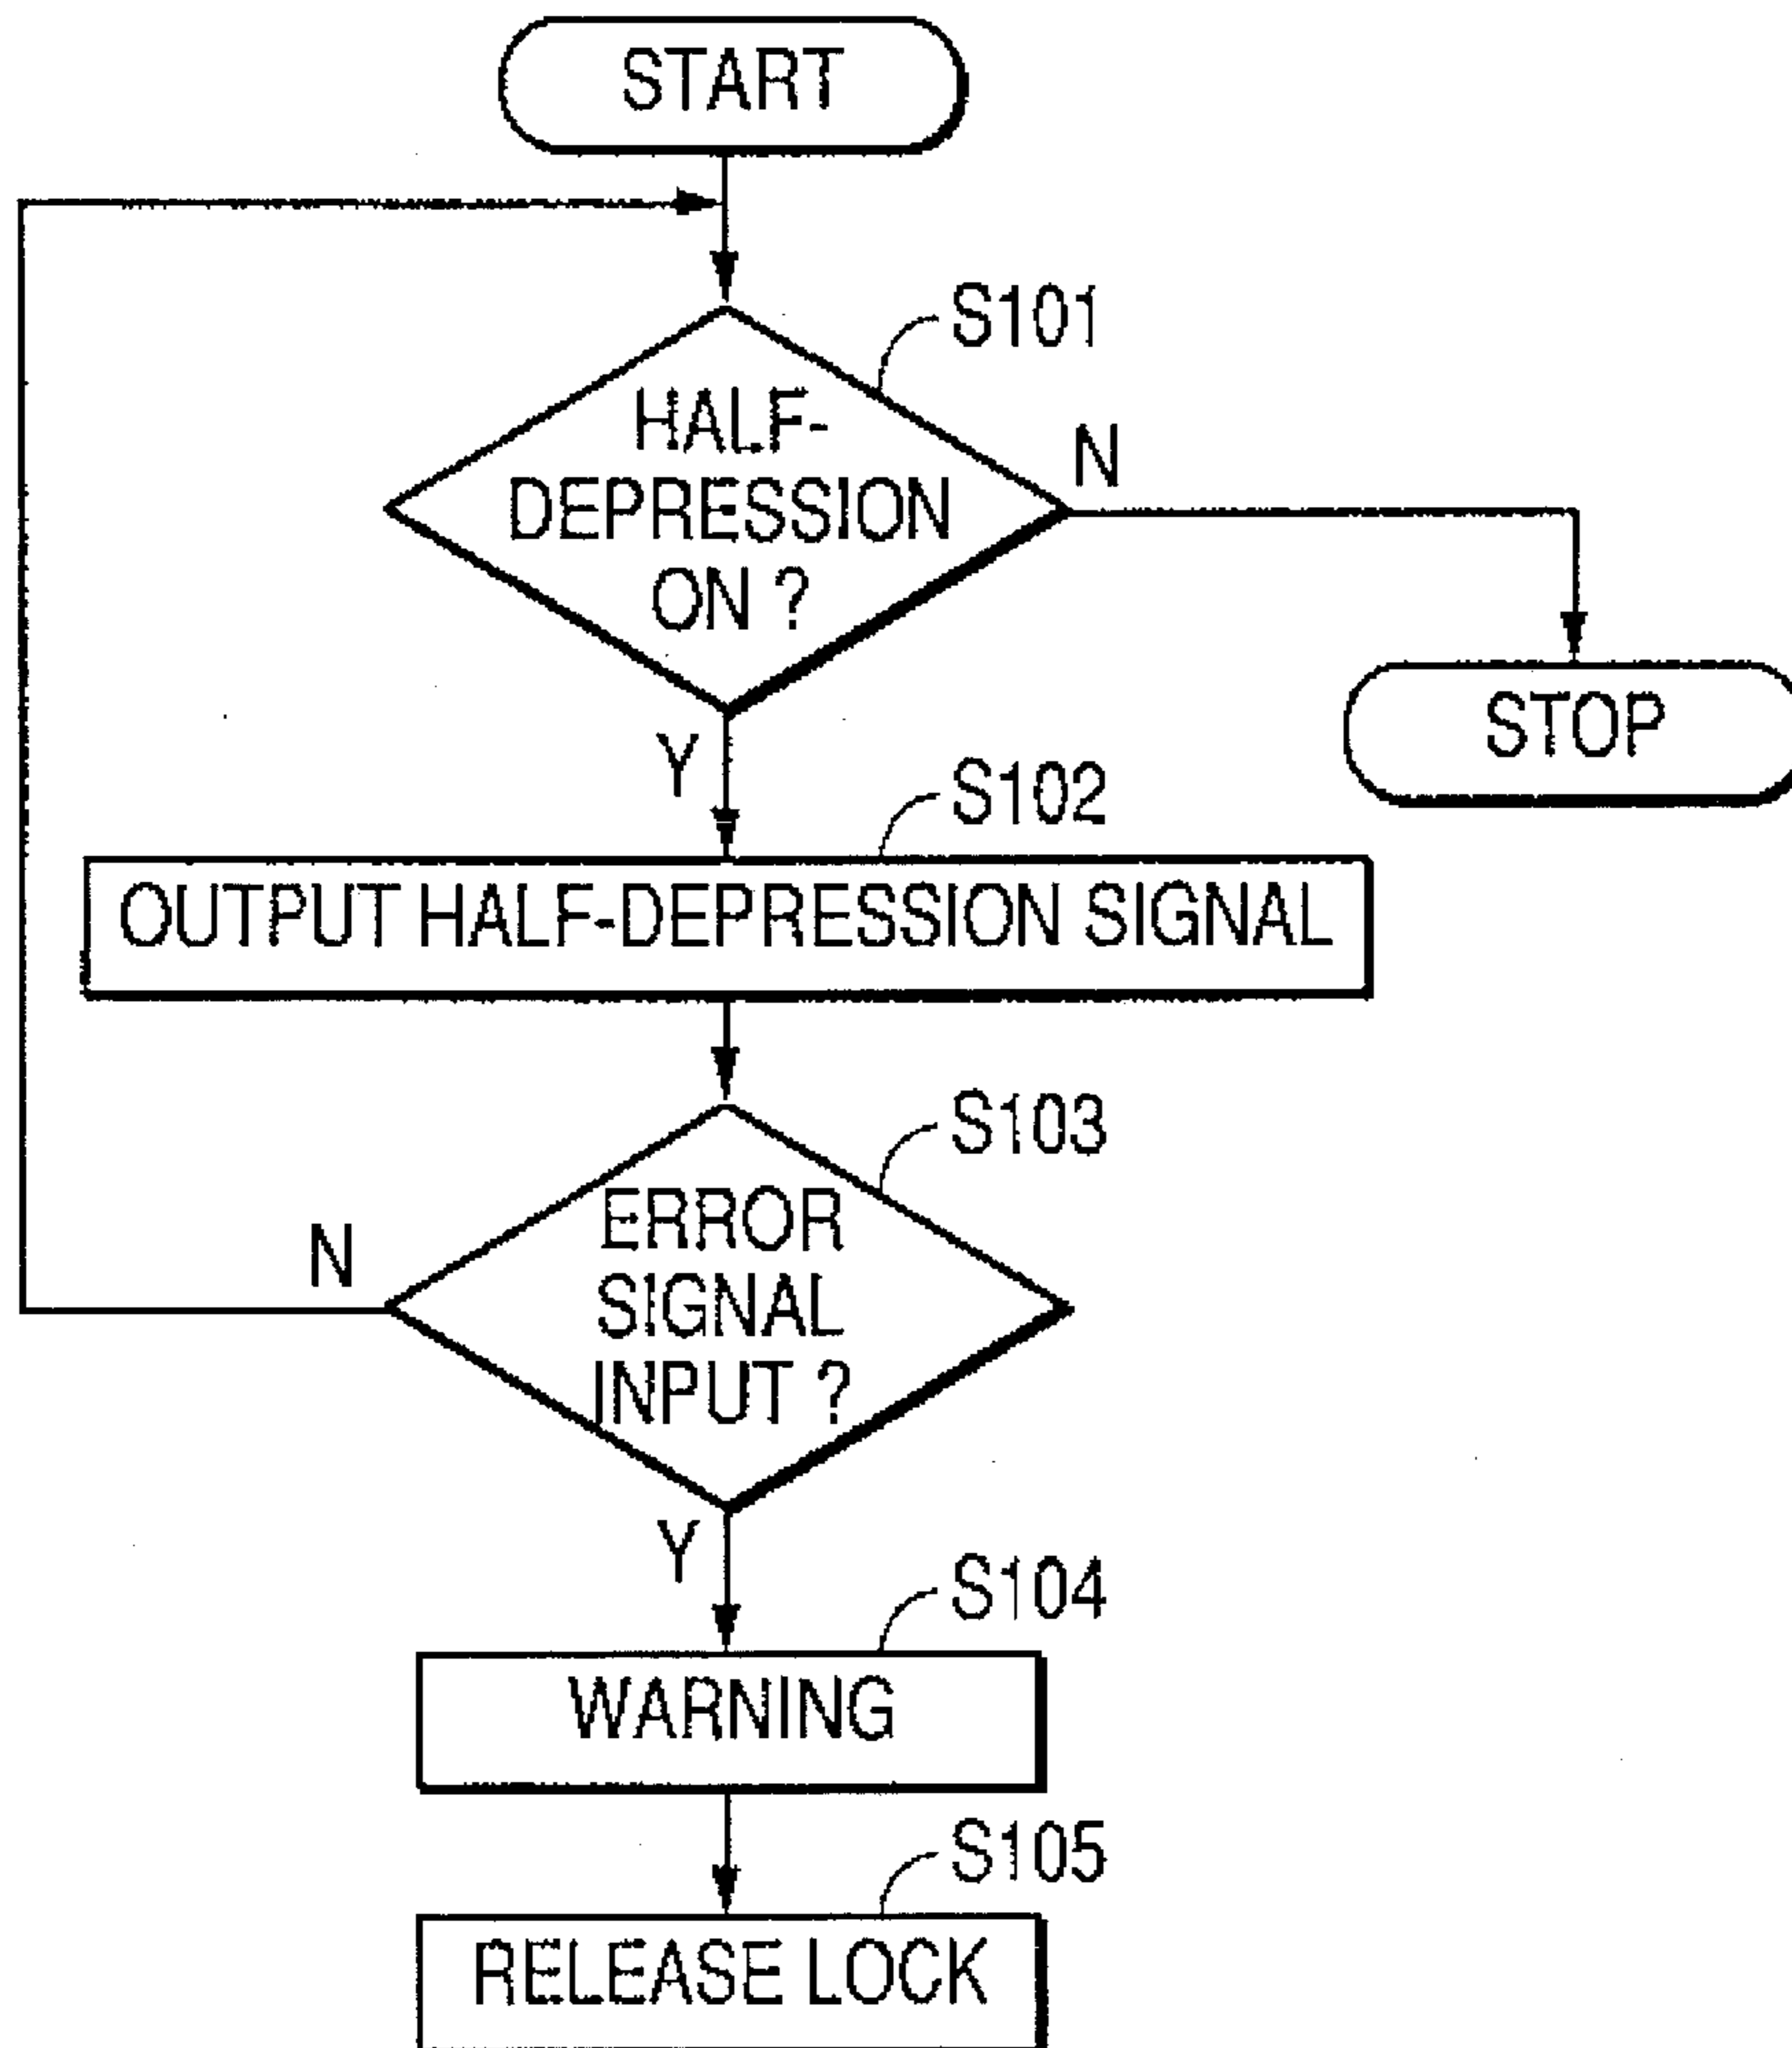 START
S101
HALF-
DEPRESSION
ON ?
N
STOP
Y
S102
OUTPUT HALF-DEPRESSION SIGNAL
S103
ERROR
SIGNAL
INPUT ?
N
Y
S104
WARNING
S105
RELEASE LOCK